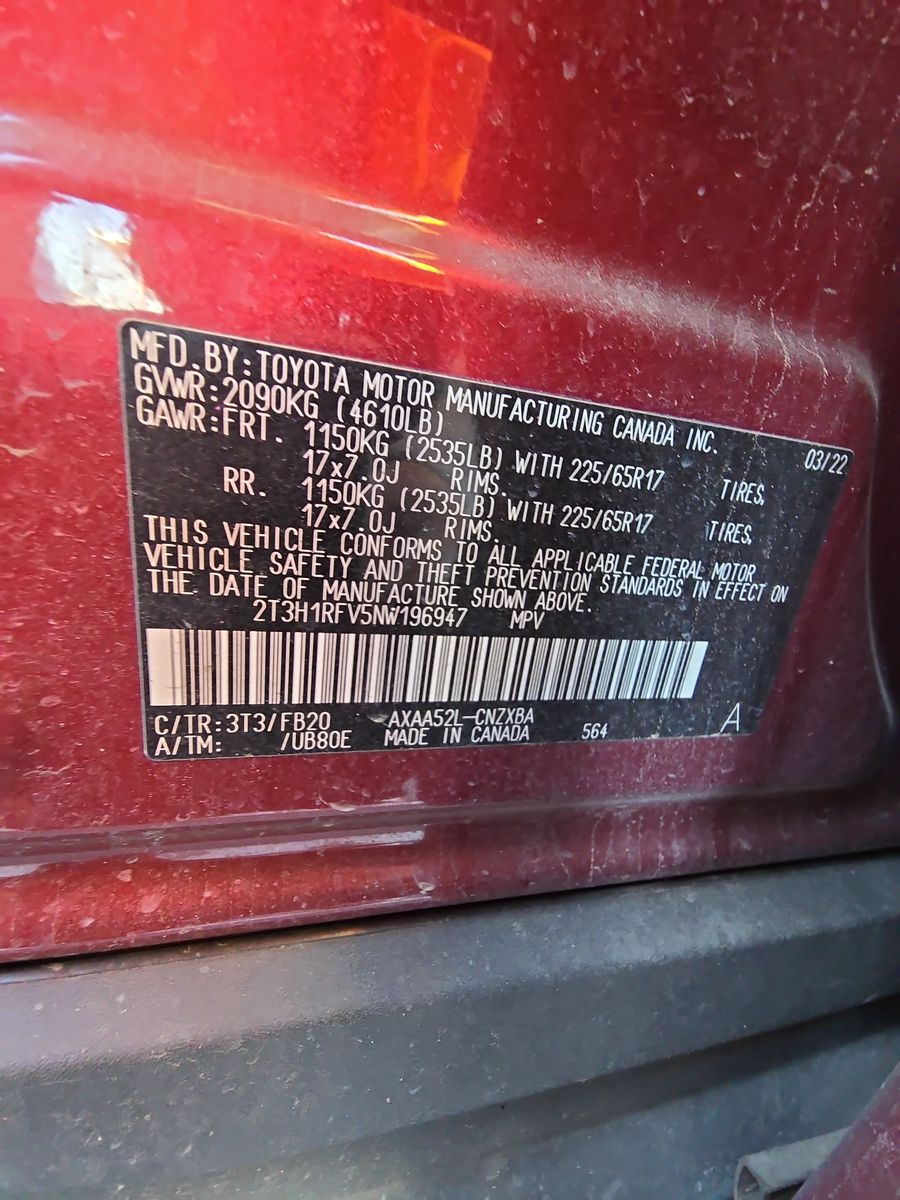 MFD.BY:TOYOTA MOTOR MANUFACTURING CANADA INC.
GVWR:2090KG (4610LB) 03/22
GAWR:FRT. 1150KG (2535LB) WITH 225/65R17 TIRES,
17x7.0J RIMS.
RR. 1150KG (2535LB) WITH 225/65R17 TIRES,
17x7.0J RIMS.
THIS VEHICLE CONFORMS TO ALL APPLICABLE FEDERAL MOTOR
VEHICLE SAFETY AND THEFT PREVENTION STANDARDS IN EFFECT ON
THE DATE OF MANUFACTURE SHOWN ABOVE.
2T3H1RFV5NW196947 MPV
C/TR:3T3/FB20 AXAA52L-CNZXBA A
A/TM: /UB80E MADE IN CANADA 564